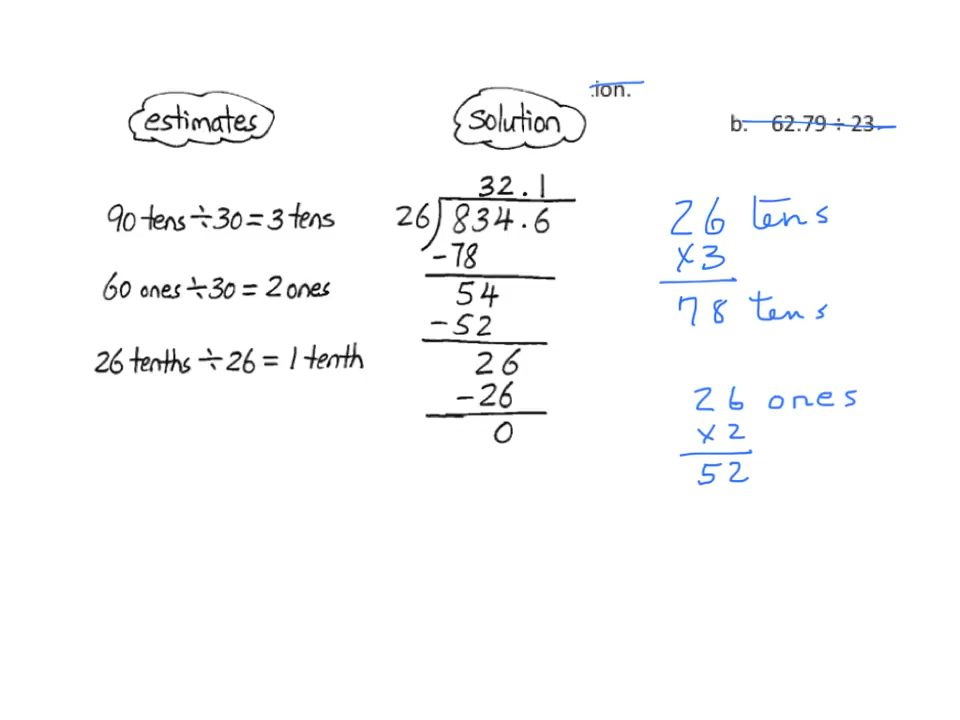 .ion.
estimates
solution
b. 62.79 ÷ 23
90 tens ÷ 30 = 3 tens
60 ones ÷ 30 = 2 ones
26 tenths ÷ 26 = 1 tenth
32.1
26)834.6
-78
54
-52
26
-26
0
26 tens
x3
78 tens
26 ones
x2
52